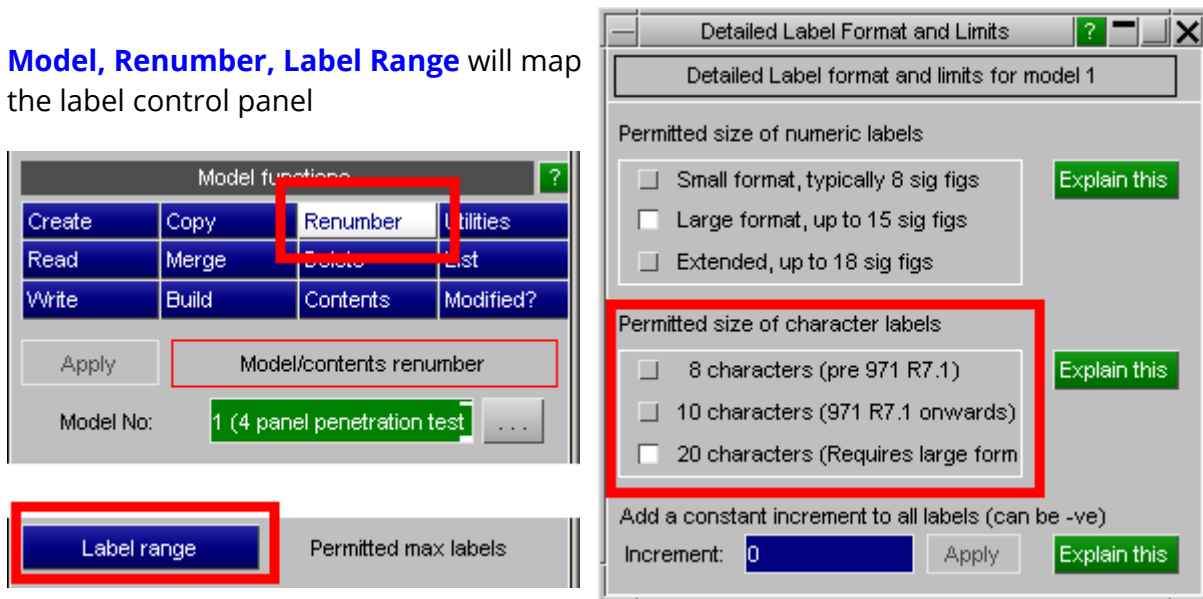 Model, Renumber, Label Range will map
the label control panel
Model functions ?
Create Copy Renumber Utilities
Read Merge Delete List
Write Build Contents Modified?
Apply Model/contents renumber
Model No: 1 (4 panel penetration test ...
Label range Permitted max labels
Detailed Label Format and Limits ?
Detailed Label format and limits for model 1
Permitted size of numeric labels
Small format, typically 8 sig figs Explain this
Large format, up to 15 sig figs
Extended, up to 18 sig figs
Permitted size of character labels
8 characters (pre 971 R7.1) Explain this
10 characters (971 R7.1 onwards)
20 characters (Requires large form
Add a constant increment to all labels (can be -ve)
Increment: 0 Apply Explain this